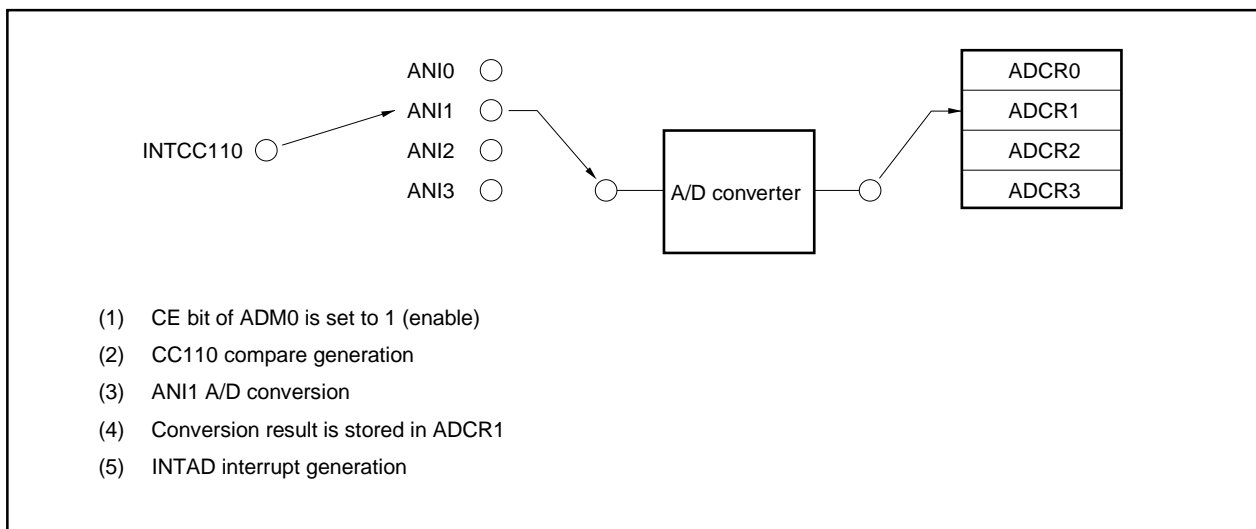 ANI0
ANI1
ANI2
ANI3
INTCC110
A/D converter
ADCR0
ADCR1
ADCR2
ADCR3
(1) CE bit of ADM0 is set to 1 (enable)
(2) CC110 compare generation
(3) ANI1 A/D conversion
(4) Conversion result is stored in ADCR1
(5) INTAD interrupt generation